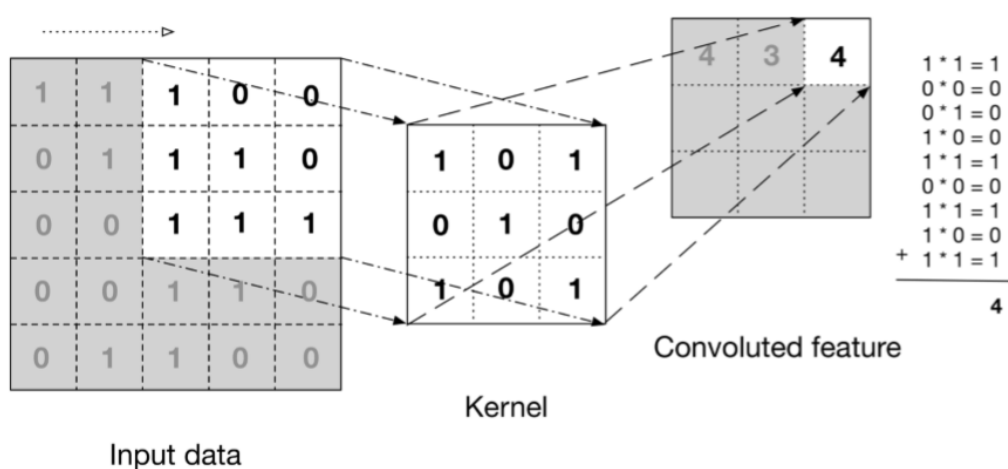 1 1 1 0 0
0 1 1 1 0
0 0 1 1 1
0 0 1 1 0
0 1 1 0 0
Input data
1 0 1
0 1 0
1 0 1
Kernel
4 3 4
Convoluted feature
1 * 1 = 1
0 * 0 = 0
0 * 1 = 0
1 * 0 = 0
1 * 1 = 1
0 * 0 = 0
1 * 1 = 1
1 * 0 = 0
+ 1 * 1 = 1
4